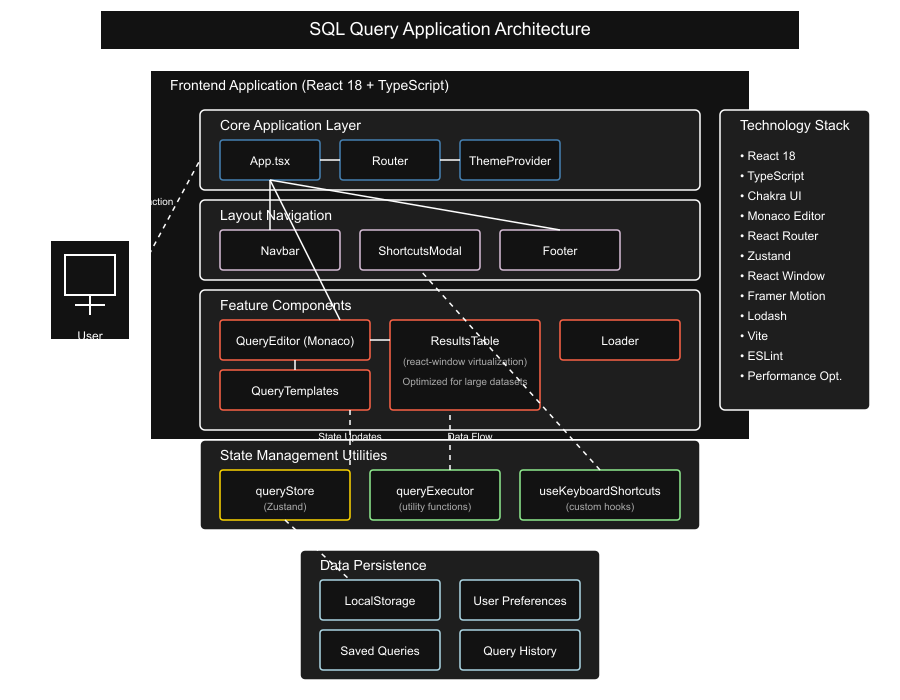 SQL Query Application Architecture
Frontend Application (React 18 + TypeScript)
Core Application Layer
App.tsx
Router
ThemeProvider
Layout Navigation
Navbar
ShortcutsModal
Footer
Feature Components
QueryEditor (Monaco)
ResultsTable
(react-window virtualization)
Optimized for large datasets
Loader
QueryTemplates
State Updates
Data Flow
State Management Utilities
queryStore
(Zustand)
queryExecutor
(utility functions)
useKeyboardShortcuts
(custom hooks)
Data Persistence
LocalStorage
User Preferences
Saved Queries
Query History
User
Technology Stack
• React 18
• TypeScript
• Chakra UI
• Monaco Editor
• React Router
• Zustand
• React Window
• Framer Motion
• Lodash
• Vite
• ESLint
• Performance Opt.